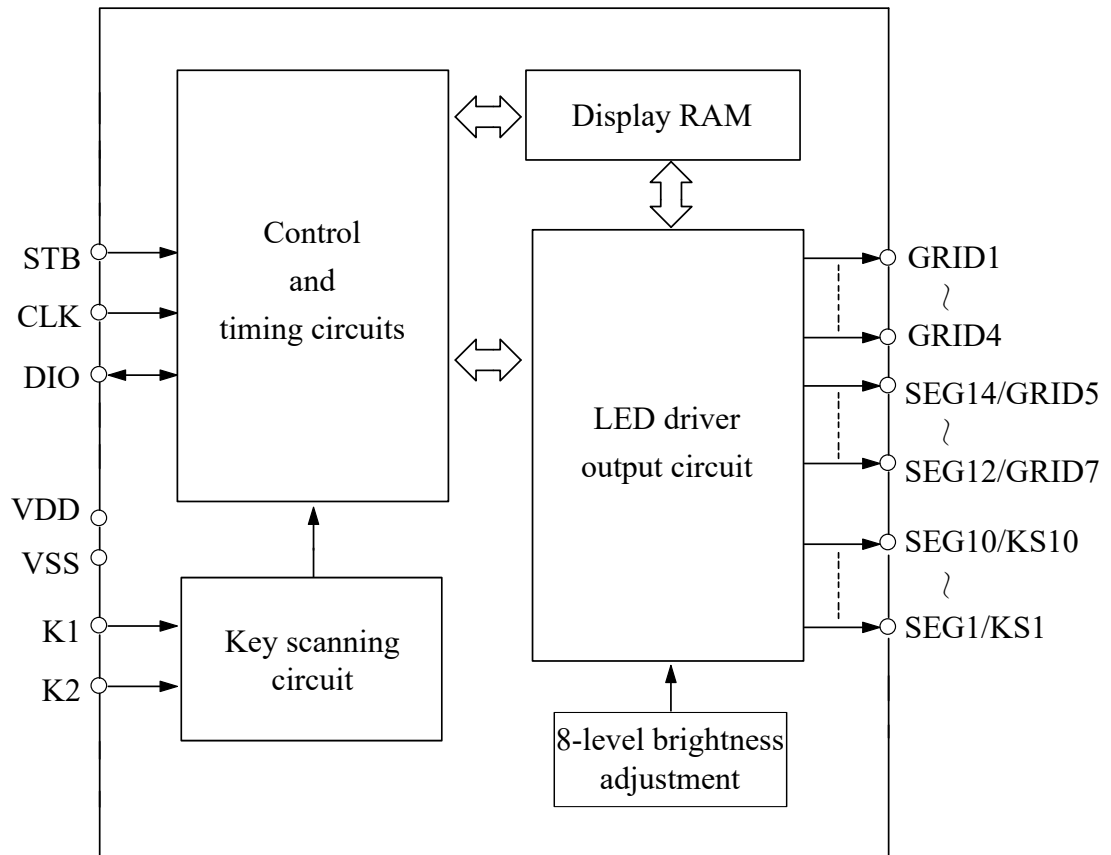 Display RAM
Control
and
timing circuits
STB
CLK
DIO
VDD
VSS
K1
K2
Key scanning
circuit
LED driver
output circuit
8-level brightness
adjustment
GRID1
~
GRID4
SEG14/GRID5
~
SEG12/GRID7
SEG10/KS10
~
SEG1/KS1